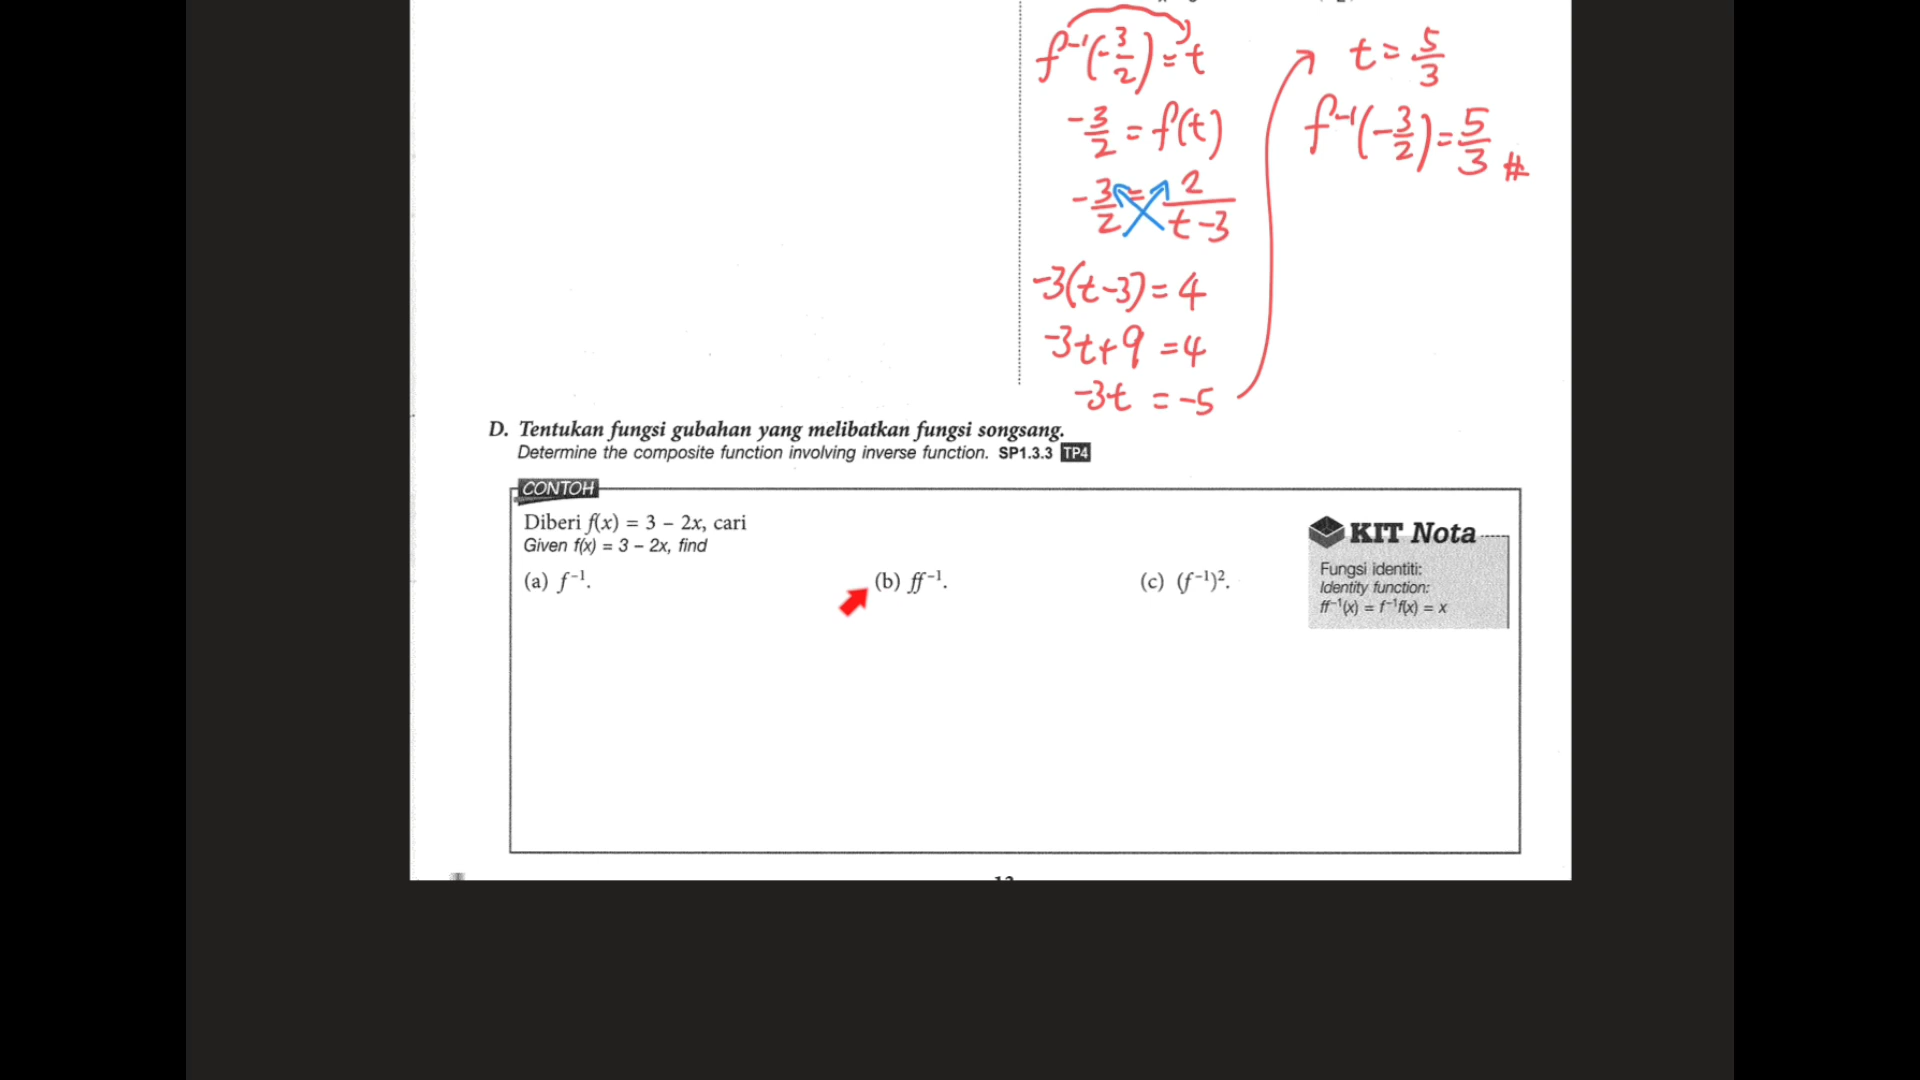 f⁻¹(-3/2) = t
-3/2 = f(t)
-3/2 = 2/(t-3)
-3(t-3) = 4
-3t+9 = 4
-3t = -5
t = 5/3
f⁻¹(-3/2) = 5/3 #
D. Tentukan fungsi gubahan yang melibatkan fungsi songsang.
Determine the composite function involving inverse function. SP1.3.3 TP4
CONTOH
Diberi f(x) = 3 – 2x, cari
Given f(x) = 3 – 2x, find
(a) f⁻¹. (b) ff⁻¹. (c) (f⁻¹)².
KIT Nota
Fungsi identiti:
Identity function:
ff⁻¹(x) = f⁻¹f(x) = x